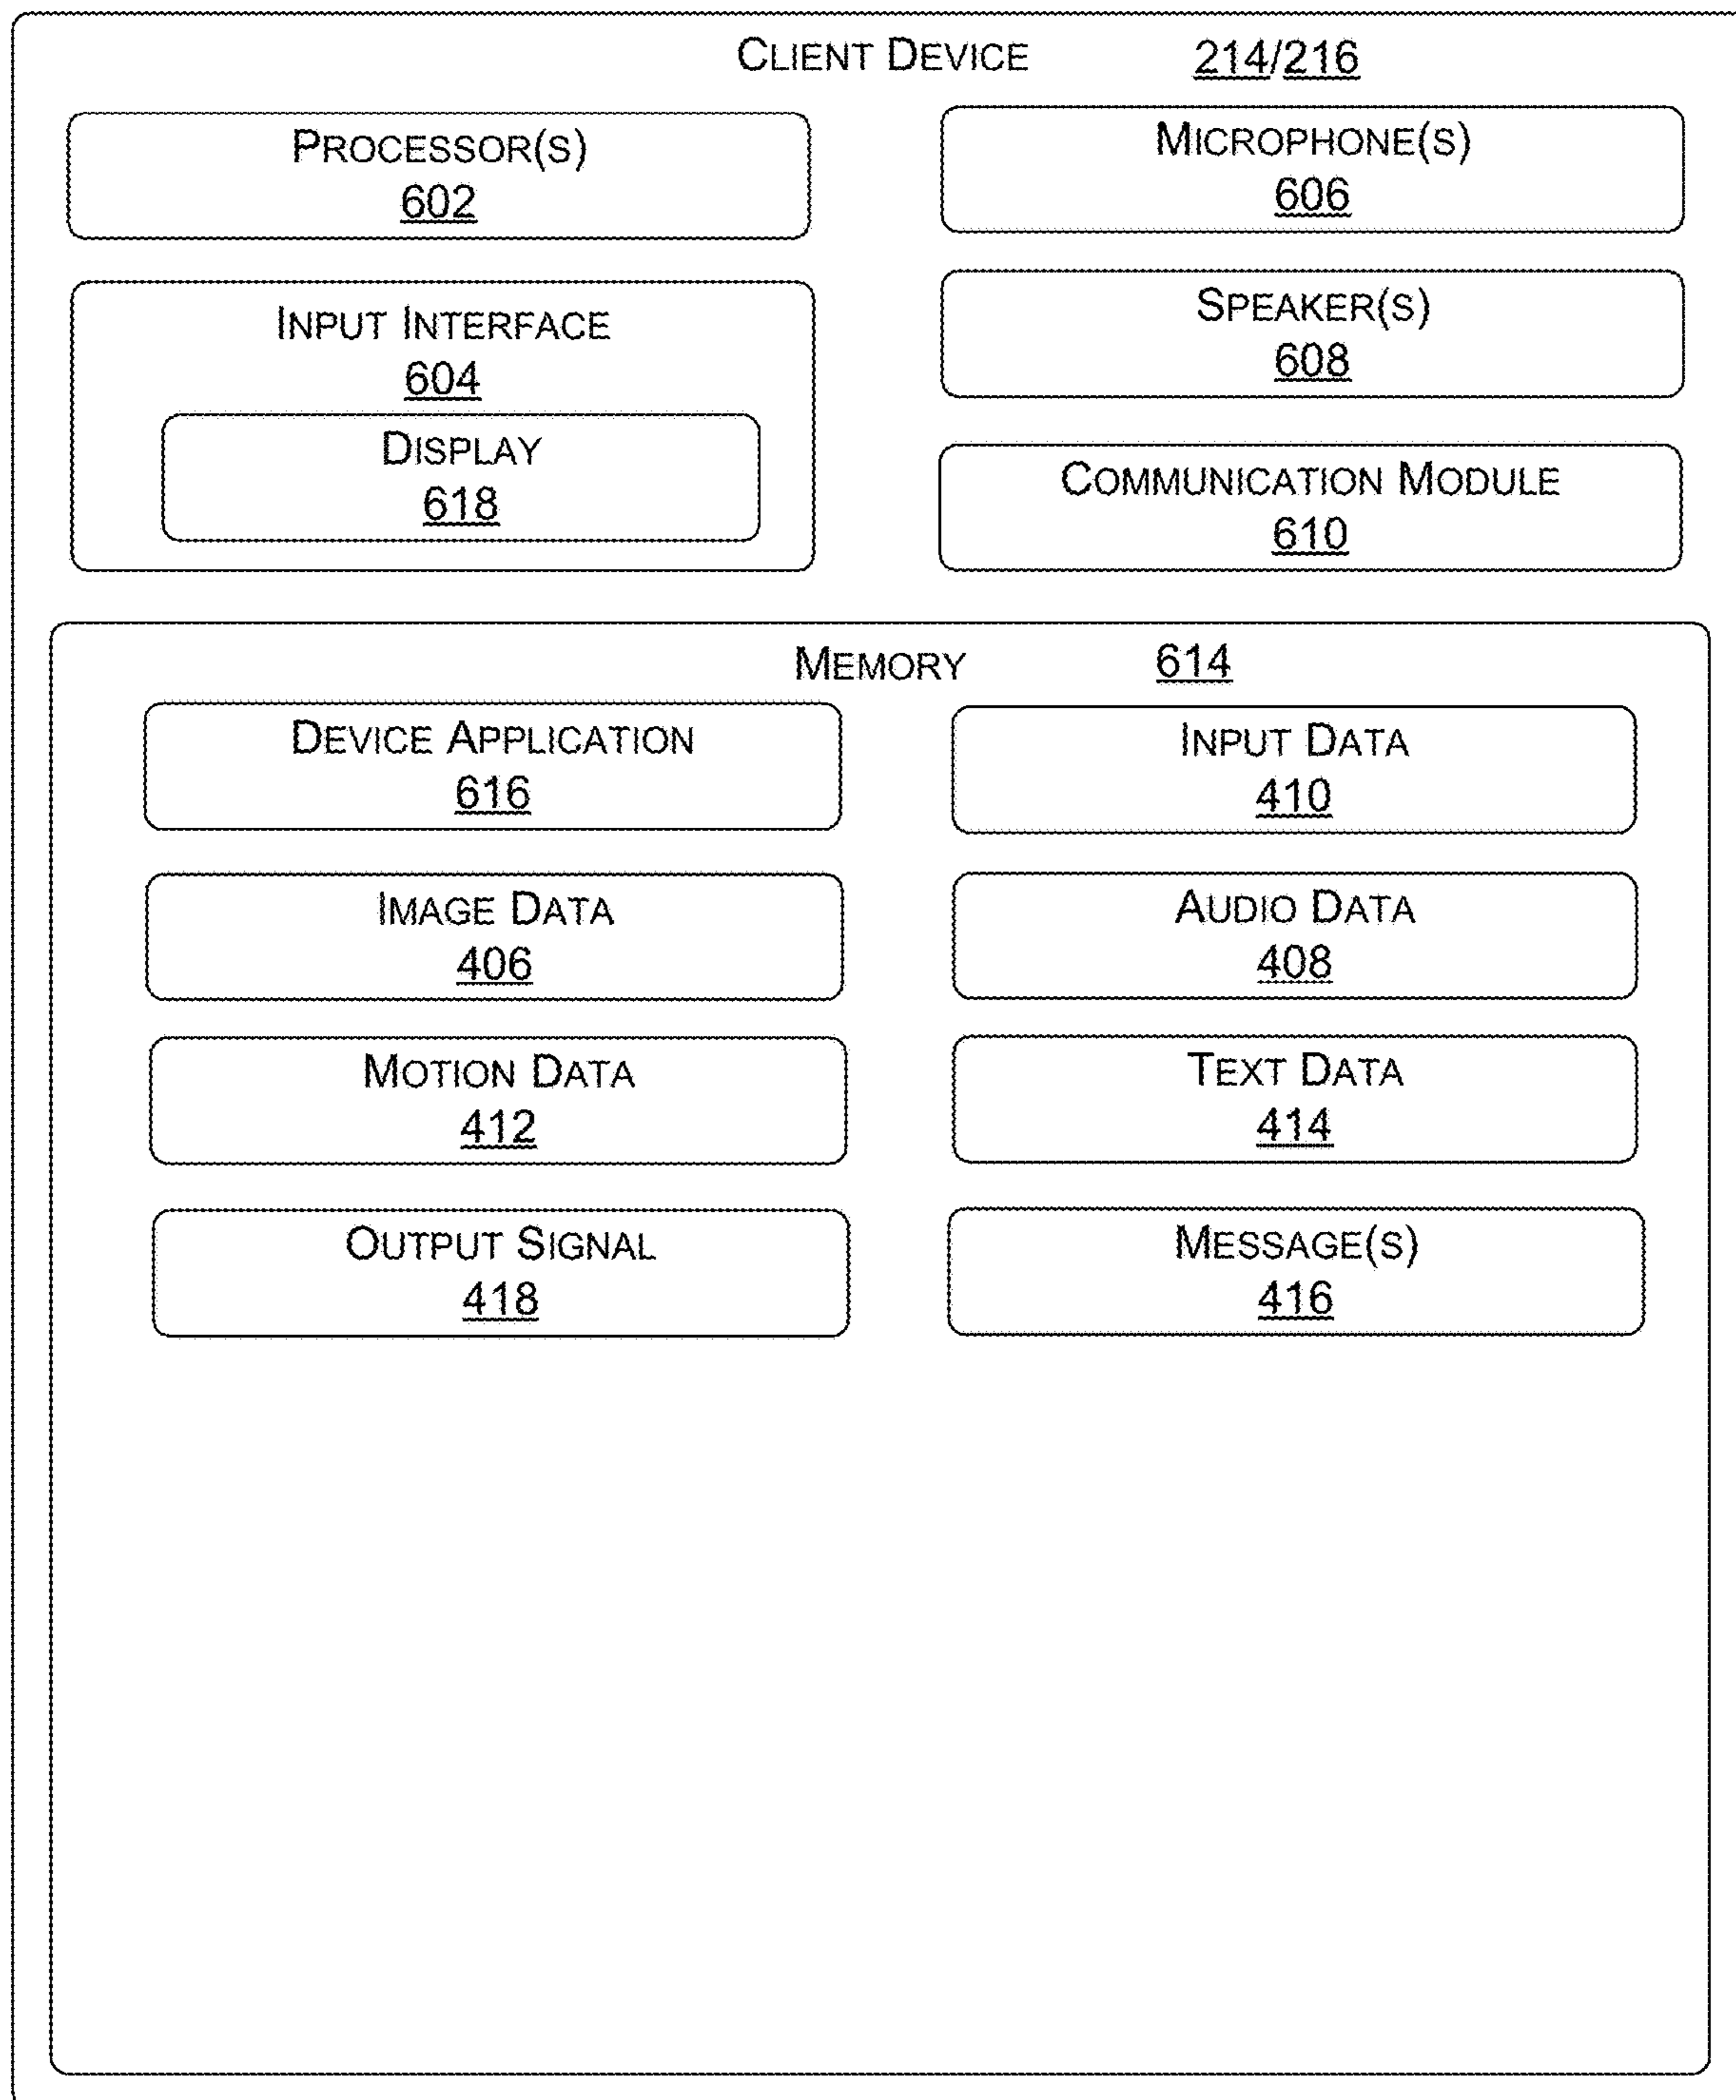 CLIENT DEVICE 214/216
PROCESSOR(S)
602
MICROPHONE(S)
606
INPUT INTERFACE
604
DISPLAY
618
SPEAKER(S)
608
COMMUNICATION MODULE
610
MEMORY 614
DEVICE APPLICATION
616
INPUT DATA
410
IMAGE DATA
406
AUDIO DATA
408
MOTION DATA
412
TEXT DATA
414
OUTPUT SIGNAL
418
MESSAGE(S)
416